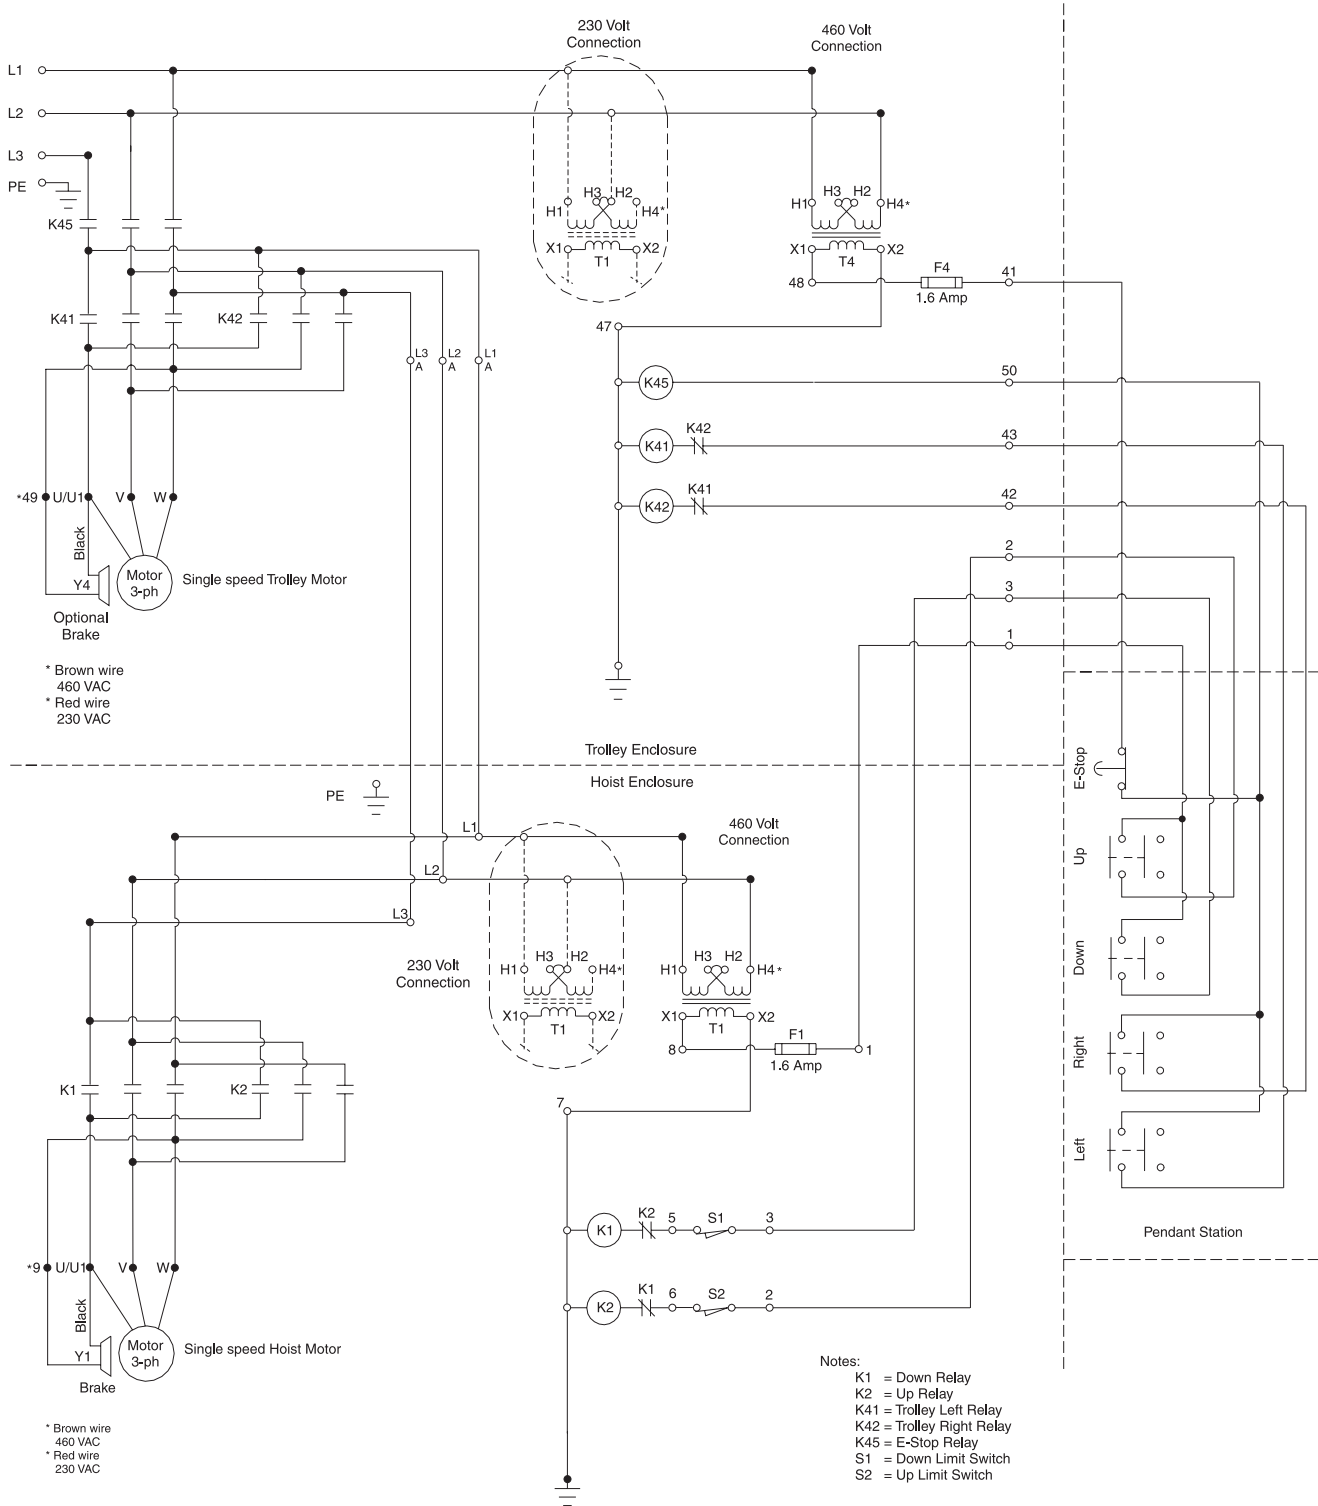 230 Volt
Connection
460 Volt
Connection
L1
L2
L3
PE
H1
H3
H2
H4*
X1
X2
T1
H1
H3
H2
H4*
X1
X2
T4
48
F4
1.6 Amp
41
47
K45
K41
K42
L3
A
L2
A
L1
A
K45
50
K41
K42
43
K42
K41
42
2
3
1
*49
U/U1
V
W
Black
Y4
Motor
3-ph
Single speed Trolley Motor
Optional
Brake
* Brown wire
460 VAC
* Red wire
230 VAC
Trolley Enclosure
Hoist Enclosure
PE
L1
L2
L3
460 Volt
Connection
230 Volt
Connection
H1
H3
H2
H4*
X1
X2
T1
H1
H3
H2
H4*
X1
X2
T1
8
F1
1.6 Amp
1
7
K1
K2
K1
K2
5
S1
3
K2
K1
6
S2
2
*9
U/U1
V
W
Black
Y1
Motor
3-ph
Single speed Hoist Motor
Brake
* Brown wire
460 VAC
* Red wire
230 VAC
E-Stop
Up
Down
Right
Left
Pendant Station
Notes:
K1 = Down Relay
K2 = Up Relay
K41 = Trolley Left Relay
K42 = Trolley Right Relay
K45 = E-Stop Relay
S1 = Down Limit Switch
S2 = Up Limit Switch